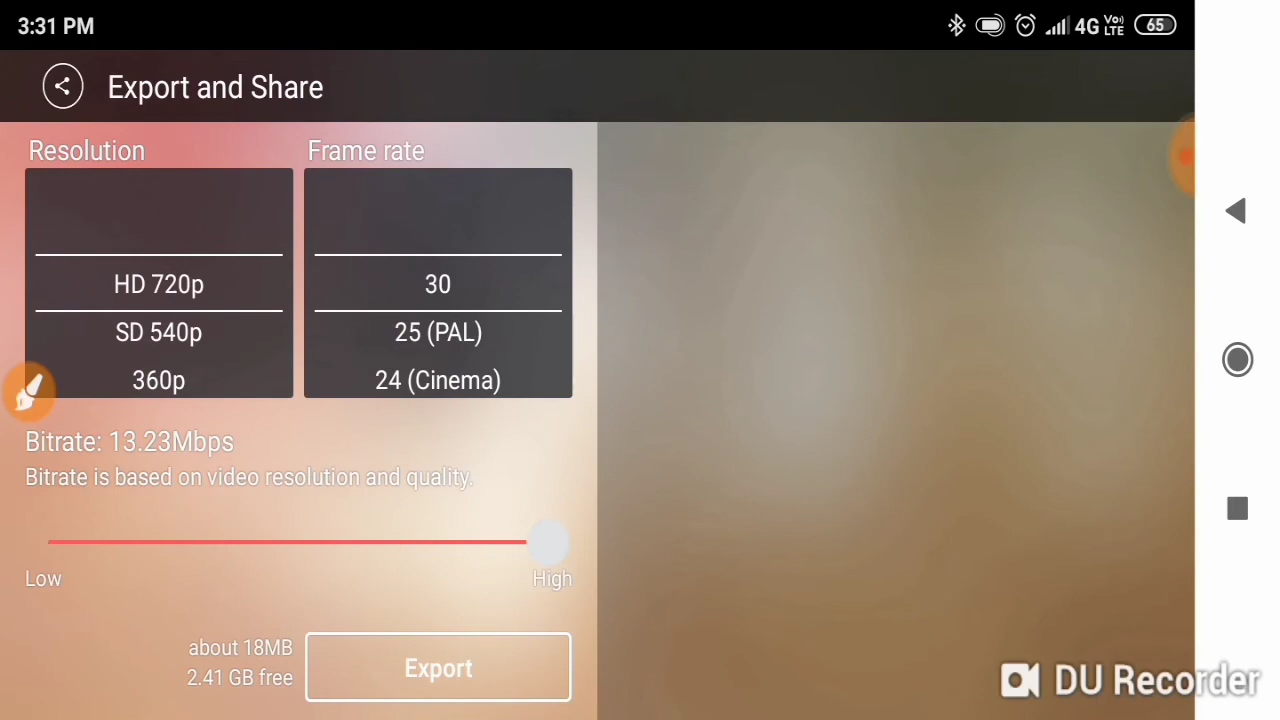 3:31 PM
4G VoI) LTE 65
Export and Share
Resolution
Frame rate
HD 720p
30
SD 540p
25 (PAL)
360p
24 (Cinema)
Bitrate: 13.23Mbps
Bitrate is based on video resolution and quality.
Low
High
about 18MB
2.41 GB free
Export
DU Recorder